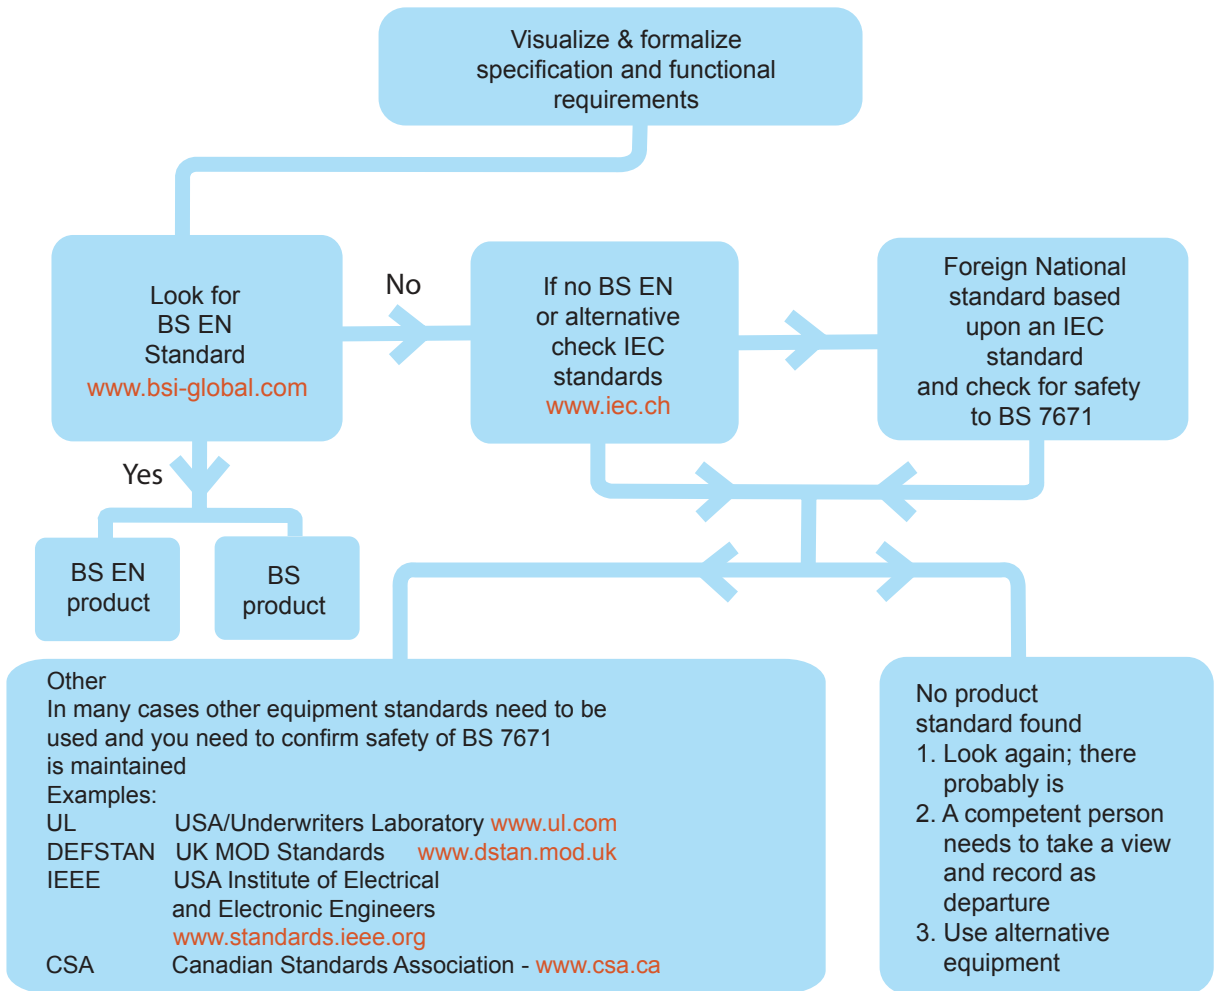 Visualize & formalize
specification and functional
requirements
Look for
BS EN
Standard
www.bsi-global.com
No
If no BS EN
or alternative
check IEC
standards
www.iec.ch
Foreign National
standard based
upon an IEC
standard
and check for safety
to BS 7671
Yes
BS EN
product
BS
product
Other
In many cases other equipment standards need to be
used and you need to confirm safety of BS 7671
is maintained
Examples:
UL USA/Underwriters Laboratory www.ul.com
DEFSTAN UK MOD Standards www.dstan.mod.uk
IEEE USA Institute of Electrical
and Electronic Engineers
www.standards.ieee.org
CSA Canadian Standards Association - www.csa.ca
No product
standard found
1. Look again; there
probably is
2. A competent person
needs to take a view
and record as
departure
3. Use alternative
equipment